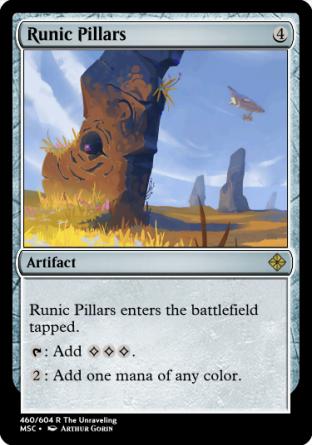 Runic Pillars 4
Artifact
Runic Pillars enters the battlefield
tapped.
: Add ◇◇◇.
2: Add one mana of any color.
460/604 R The Unraveling
MSC • Arthur Gorin